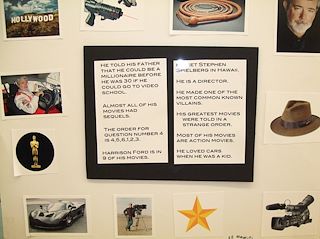 HOLLYWOOD
HE TOLD HIS FATHER
THAT HE COULD BE A
MILLIONAIRE BEFORE
HE WAS 30 IF HE
COULD GO TO VIDEO
SCHOOL.
ALMOST ALL OF HIS
MOVIES HAD
SEQUELS.
THE ORDER FOR
QUESTION NUMBER 4
IS 4,5,6,1,2,3.
HARRISON FORD IS IN
9 OF HIS MOVIES.
MET STEPHEN
SPIELBERG IN HAWAII.
HE IS A DIRECTOR.
HE MADE ONE OF THE
MOST COMMON KNOWN
VILLAINS.
HIS GREATEST MOVIES
WERE TOLD IN A
STRANGE ORDER.
MOST OF HIS MOVIES
ARE ACTION MOVIES.
HE LOVED CARS
WHEN HE WAS A KID.